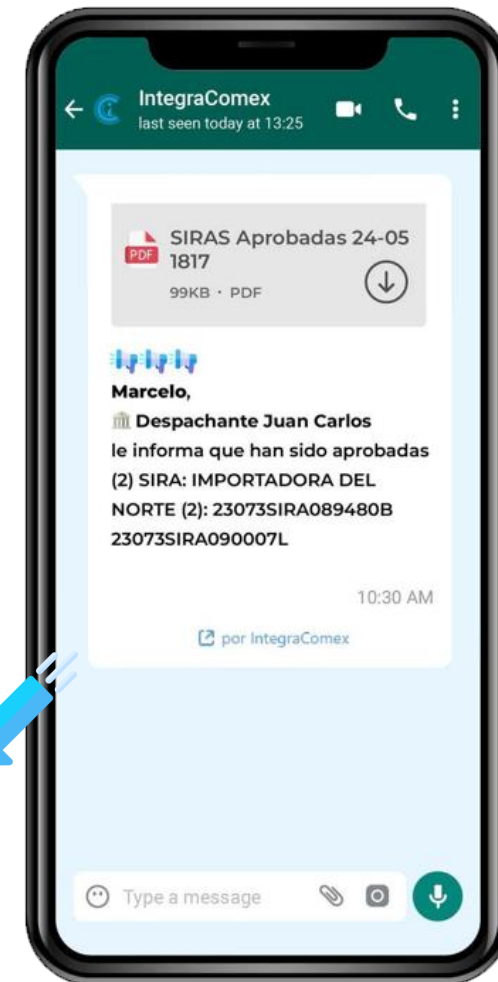 IntegraComex
last seen today at 13:25
SIRAS Aprobadas 24-05
1817
PDF
99KB · PDF
Marcelo,
Despachante Juan Carlos
le informa que han sido aprobadas
(2) SIRA: IMPORTADORA DEL
NORTE (2): 23073SIRA089480B
23073SIRA090007L
10:30 AM
por IntegraComex
Type a message